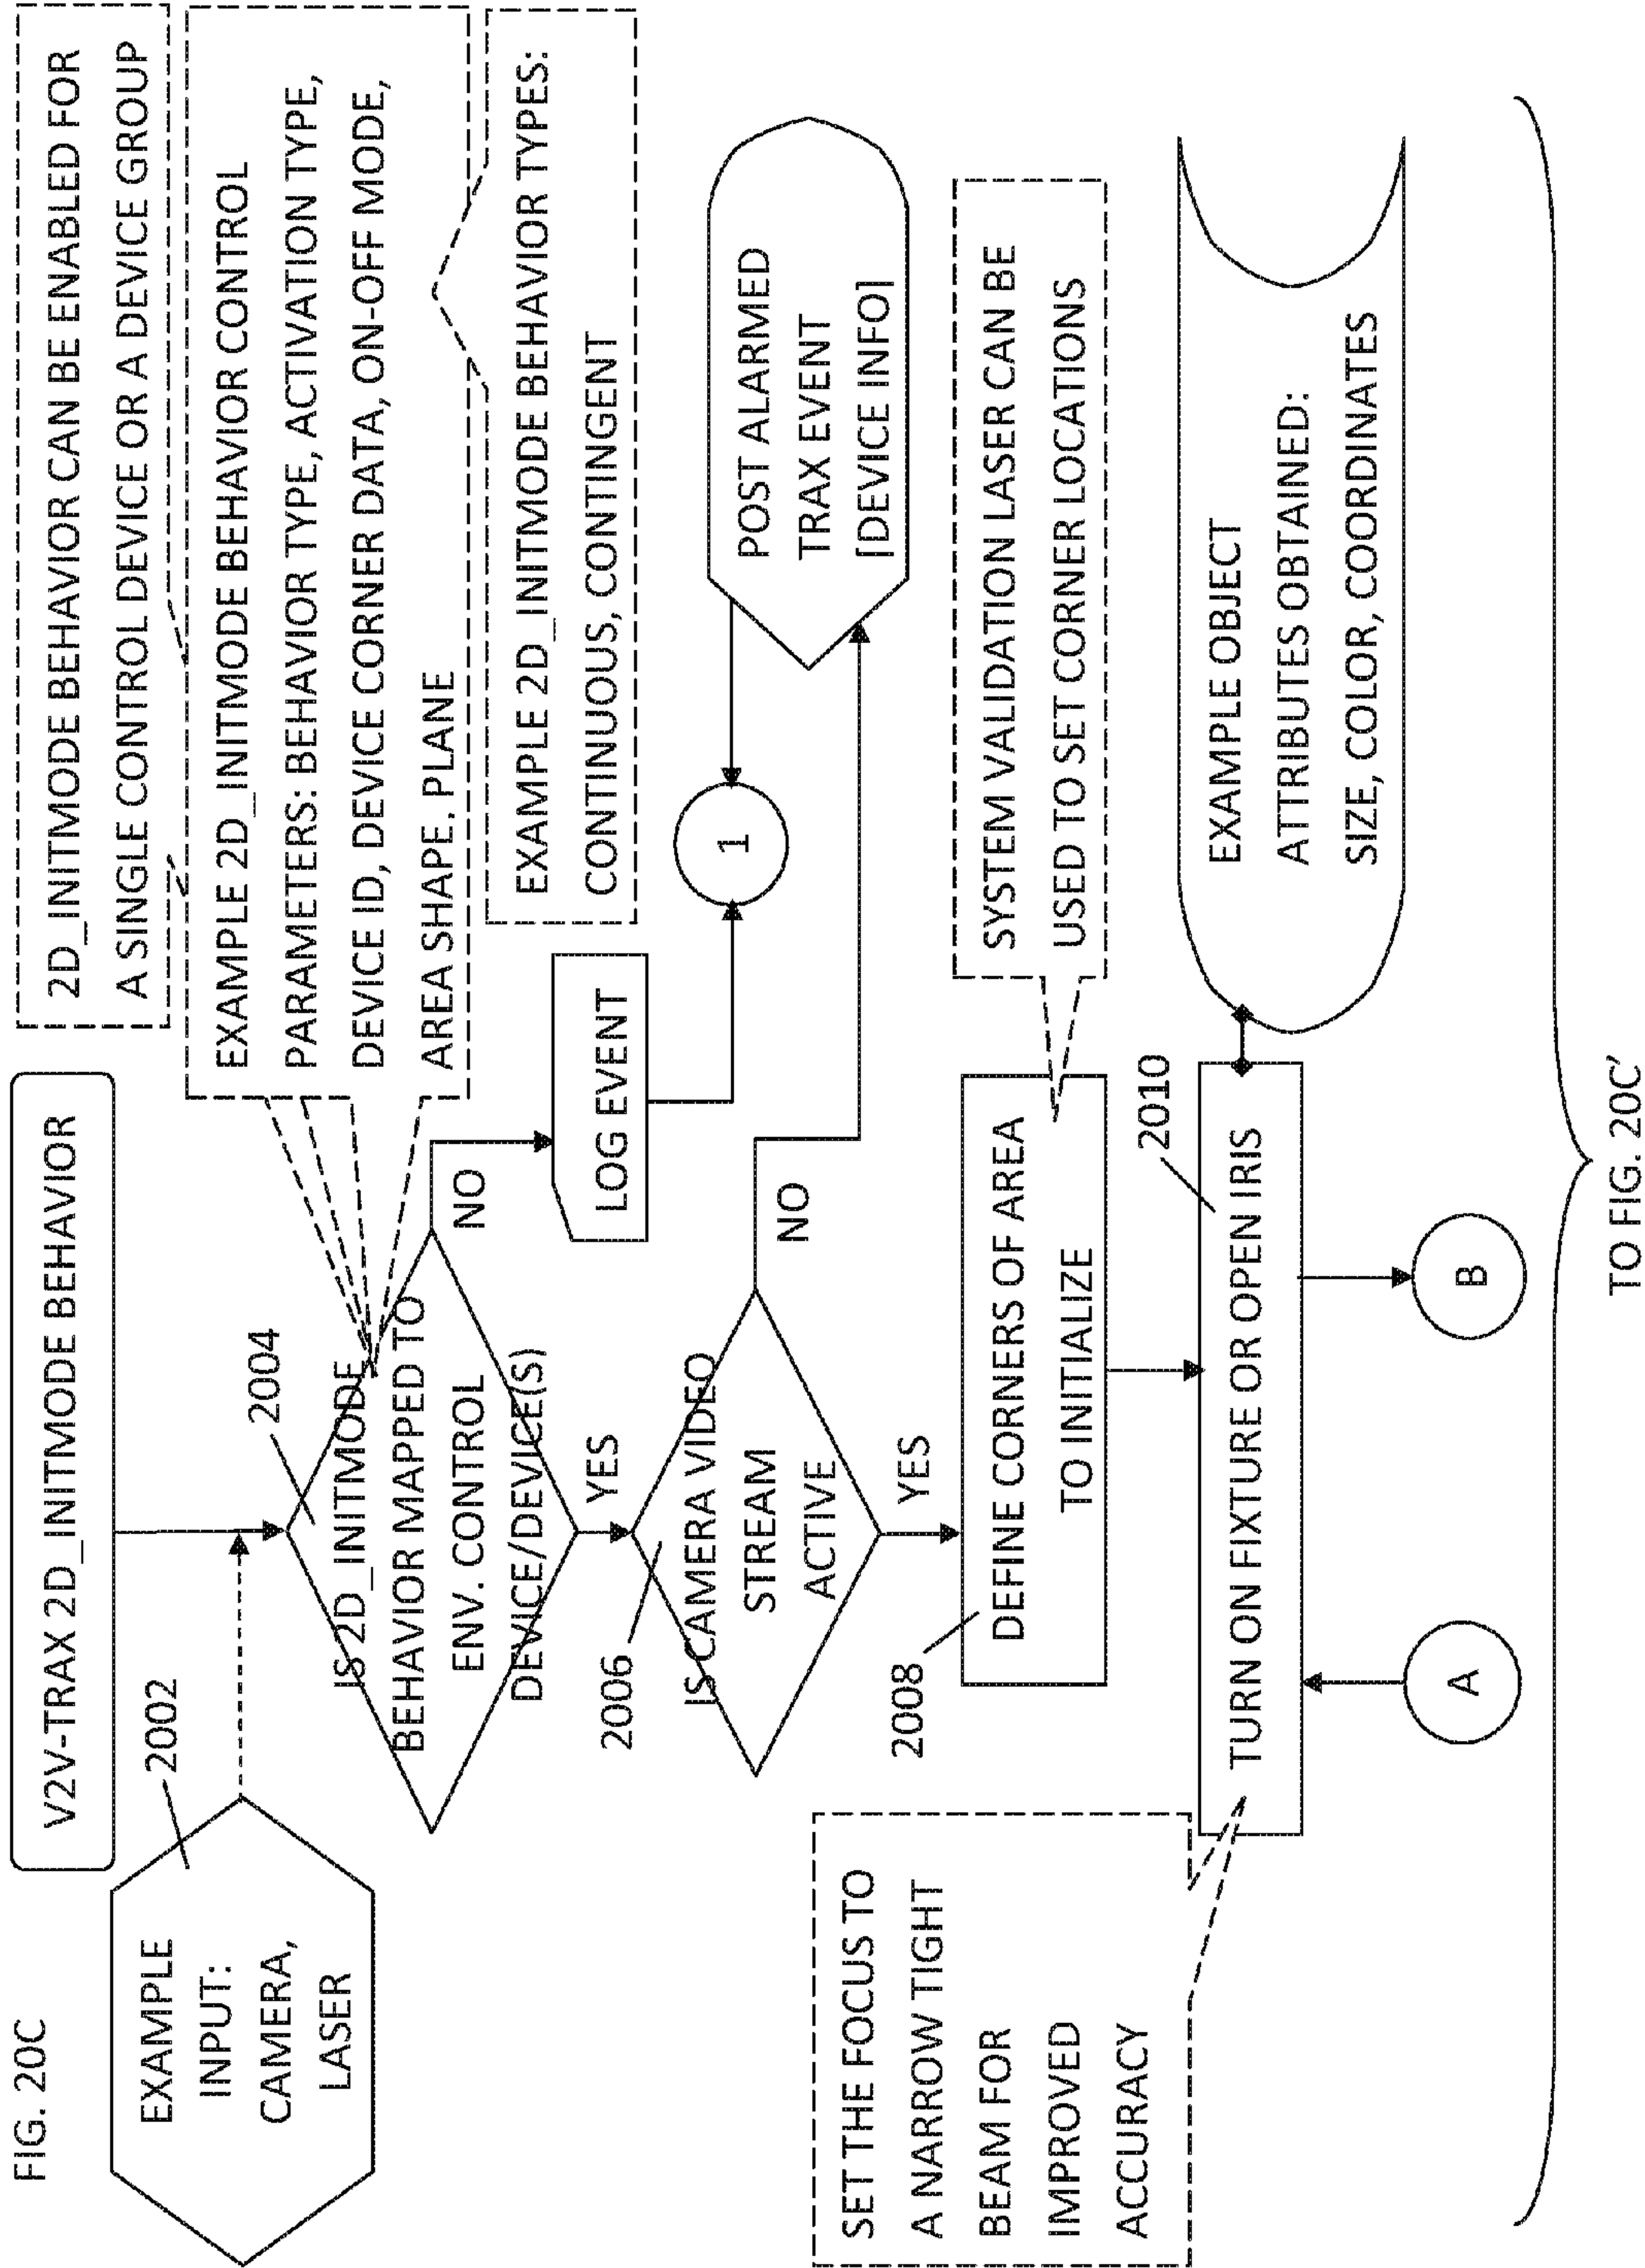 FIG. 20C
V2V-TRAX 2D_INITMODE BEHAVIOR
2D_INITMODE BEHAVIOR CAN BE ENABLED FOR
A SINGLE CONTROL DEVICE OR A DEVICE GROUP
EXAMPLE
INPUT:
CAMERA,
LASER
2002
2004
IS 2D_INITMODE
BEHAVIOR MAPPED TO
ENV. CONTROL
DEVICE/DEVICE(S)
EXAMPLE 2D_INITMODE BEHAVIOR CONTROL
PARAMETERS: BEHAVIOR TYPE, ACTIVATION TYPE,
DEVICE ID, DEVICE CORNER DATA, ON-OFF MODE,
AREA SHAPE, PLANE
EXAMPLE 2D_INITMODE BEHAVIOR TYPES:
CONTINUOUS, CONTINGENT
NO
YES
LOG EVENT
1
2006
IS CAMERA VIDEO
STREAM
ACTIVE
NO
YES
POST ALARMED
TRAX EVENT
[DEVICE INFO]
2008
DEFINE CORNERS OF AREA
TO INITIALIZE
SYSTEM VALIDATION LASER CAN BE
USED TO SET CORNER LOCATIONS
SET THE FOCUS TO
A NARROW TIGHT
BEAM FOR
IMPROVED
ACCURACY
2010
TURN ON FIXTURE OR OPEN IRIS
EXAMPLE OBJECT
ATTRIBUTES OBTAINED:
SIZE, COLOR, COORDINATES
A
B
TO FIG. 20C'